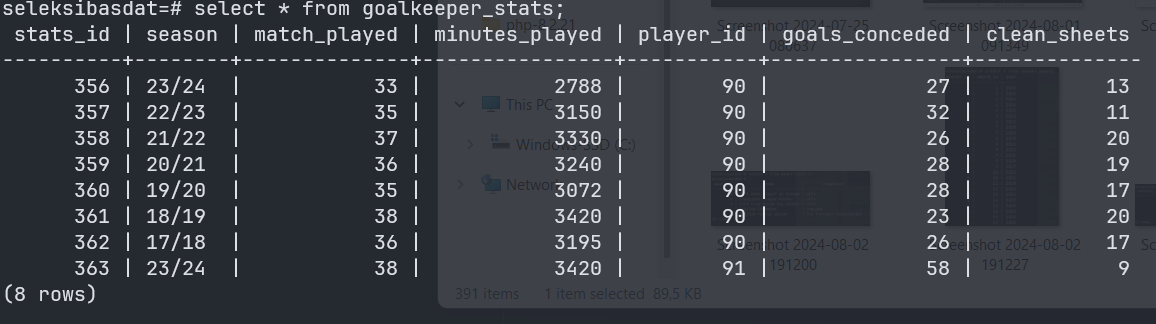 seleksibasdat=# select * from goalkeeper_stats;
 stats_id | season | match_played | minutes_played | player_id | goals_conceded | clean_sheets
----------+--------+--------------+----------------+-----------+----------------+--------------
      356 | 23/24  |           33 |           2788 |        90 |             27 |           13
      357 | 22/23  |           35 |           3150 |        90 |             32 |           11
      358 | 21/22  |           37 |           3330 |        90 |             26 |           20
      359 | 20/21  |           36 |           3240 |        90 |             28 |           19
      360 | 19/20  |           35 |           3072 |        90 |             28 |           17
      361 | 18/19  |           38 |           3420 |        90 |             23 |           20
      362 | 17/18  |           36 |           3195 |        90 |             26 |           17
      363 | 23/24  |           38 |           3420 |        91 |             58 |            9
(8 rows)
php-8.2.21
Screenshot 2024-07-25
080637
Screenshot 2024-08-01
091349
This PC
Windows-SSD (C:)
Network
Screenshot 2024-08-02
191200
Screenshot 2024-08-02
191227
391 items 1 item selected 89,5 KB